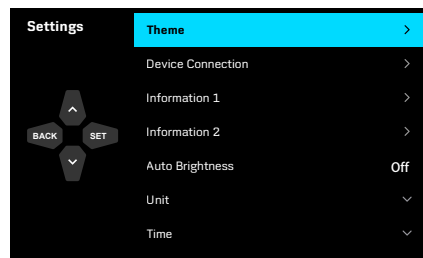 Settings
Theme
Device Connection
Information 1
Information 2
Auto Brightness Off
Unit
Time
BACK SET